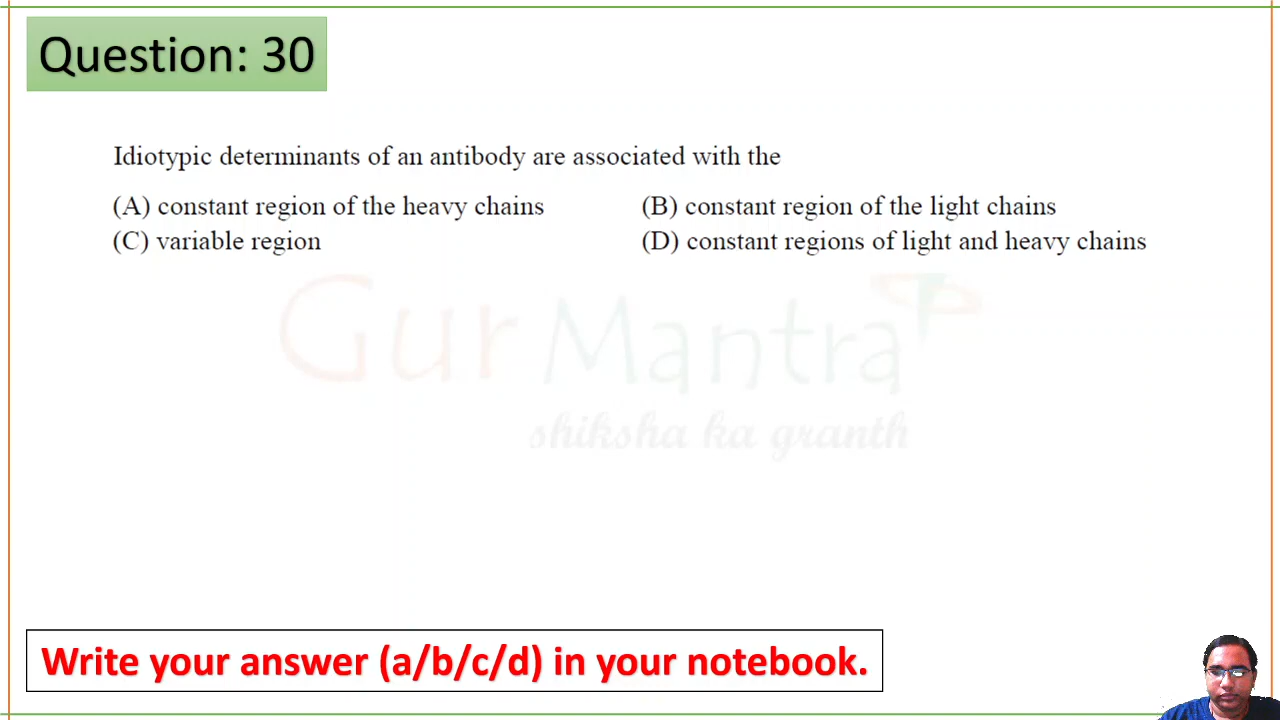 Question: 30
Idiotypic determinants of an antibody are associated with the
(A) constant region of the heavy chains (B) constant region of the light chains
(C) variable region (D) constant regions of light and heavy chains
Gur Mantra
shiksha ka granth
Write your answer (a/b/c/d) in your notebook.